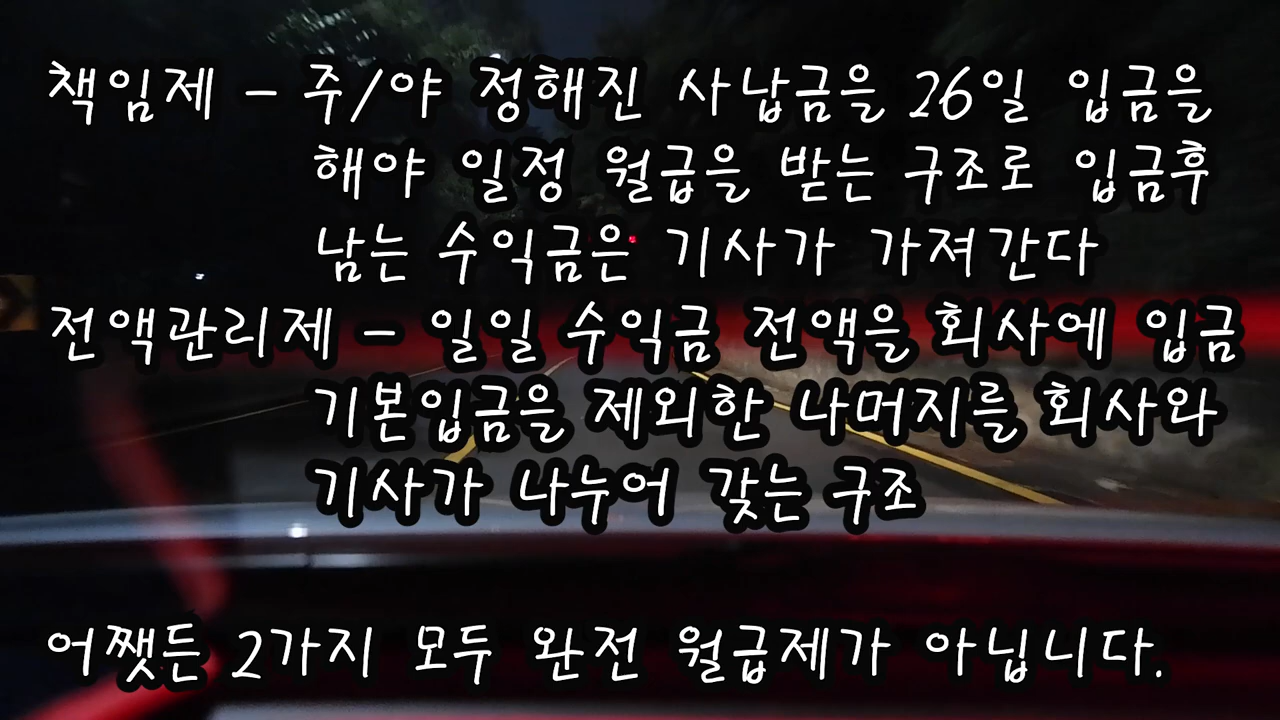 책임제 - 주/야 정해진 사납금을 26일 입금을
해야 일정 월급을 받는 구조로 입금후
남는 수익금은 기사가 가져간다
전액관리제 - 일일 수익금 전액을 회사에 입금
기본입금을 제외한 나머지를 회사와
기사가 나누어 갖는 구조
어쨋든 2가지 모두 완전 월급제가 아닙니다.